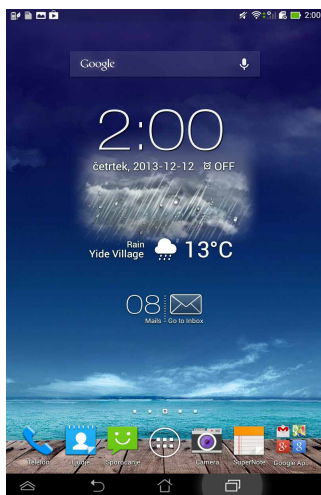 2:00
Google
2:00
četrtek, 2013-12-12 OFF
Rain
Yide Village
13°C
08
Mails Go to Inbox
Telefon Ljudje Sporočanje Camera SuperNote Google Ap